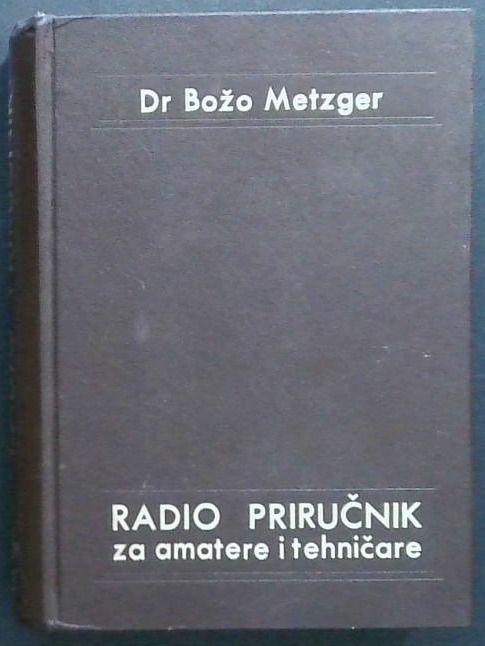 Dr Božo Metzger
RADIO PRIRUČNIK
za amatere i tehničare